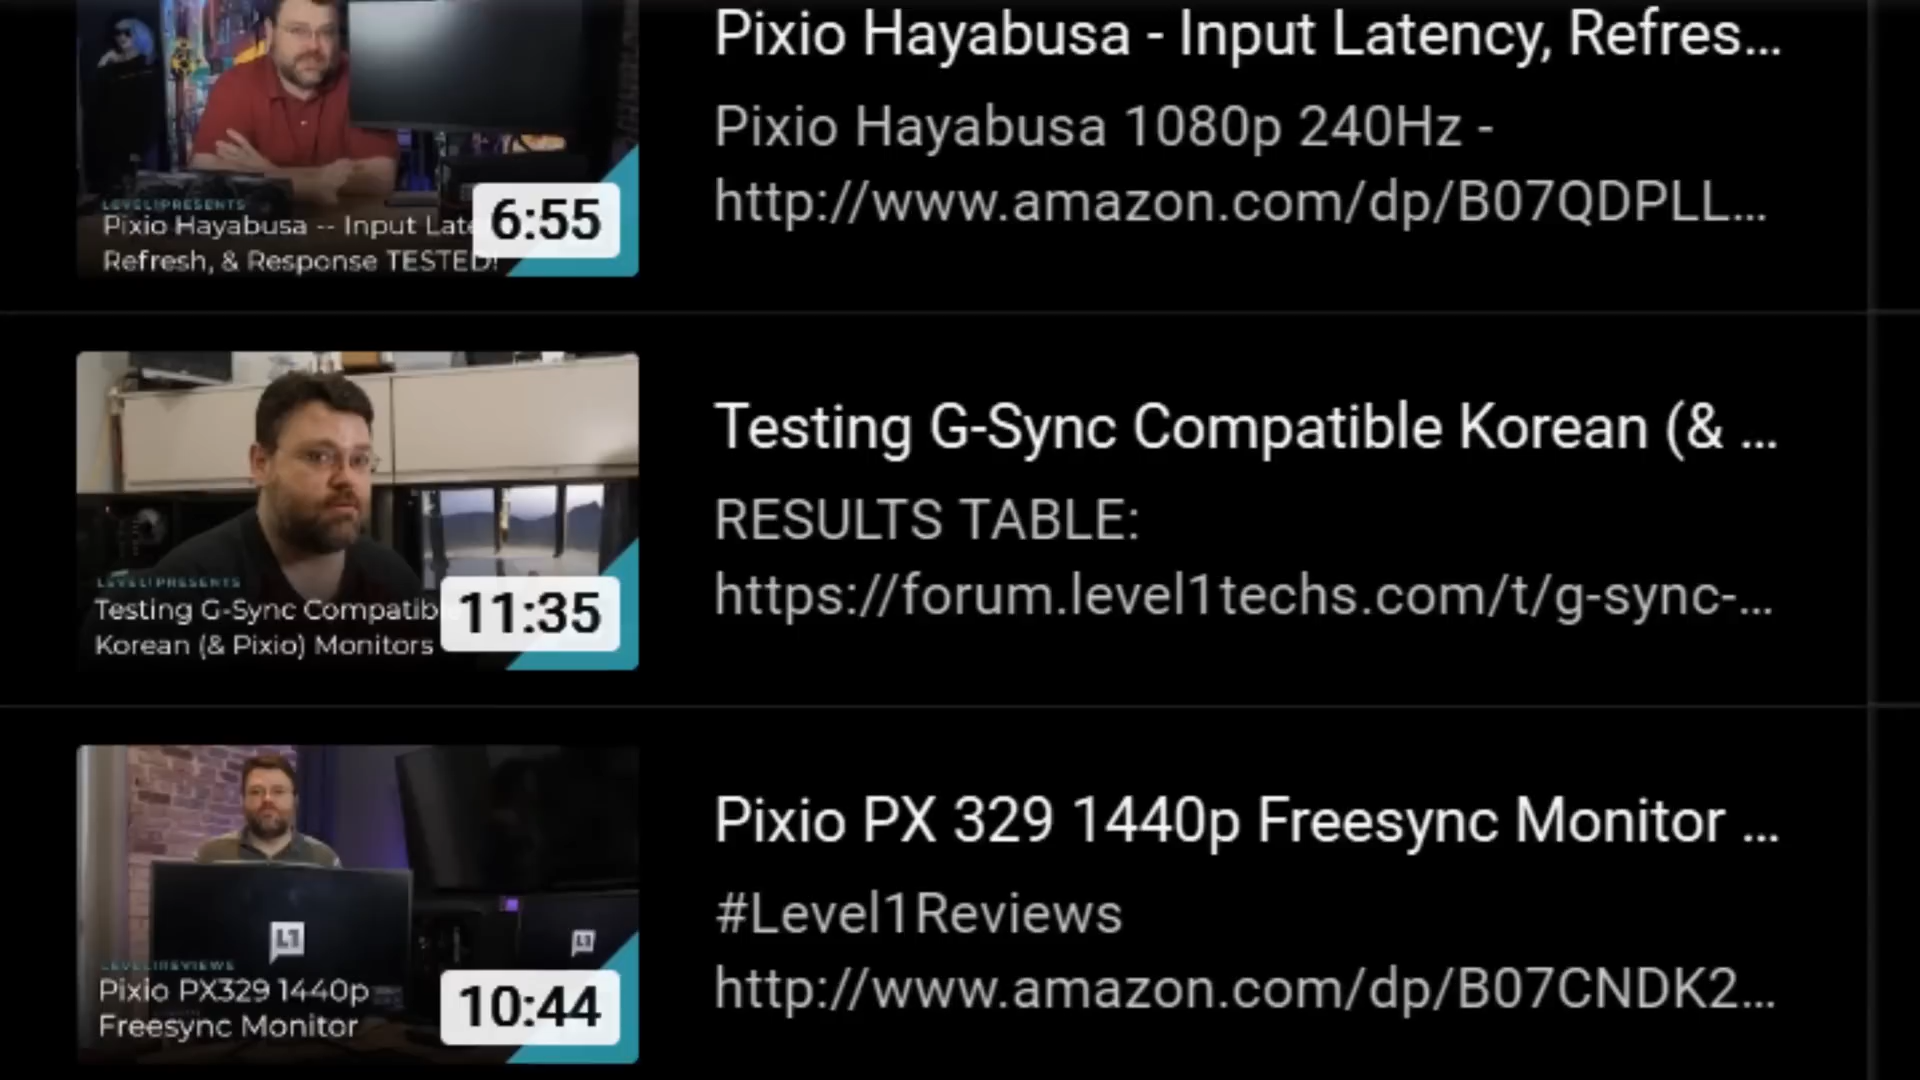 Pixio Hayabusa - Input Latency, Refres...
Pixio Hayabusa 1080p 240Hz -
http://www.amazon.com/dp/B07QDPLL...
LEVEL1PRESENTS
Pixio Hayabusa -- Input Late
Refresh, & Response TESTED!
6:55
Testing G-Sync Compatible Korean (& ...
RESULTS TABLE:
https://forum.level1techs.com/t/g-sync-...
LEVEL1PRESENTS
Testing G-Sync Compatib
Korean (& Pixio) Monitors
11:35
Pixio PX 329 1440p Freesync Monitor ...
#Level1Reviews
http://www.amazon.com/dp/B07CNDK2...
L1
L1
LEVEL1REVIEWS
Pixio PX329 1440p
Freesync Monitor
10:44